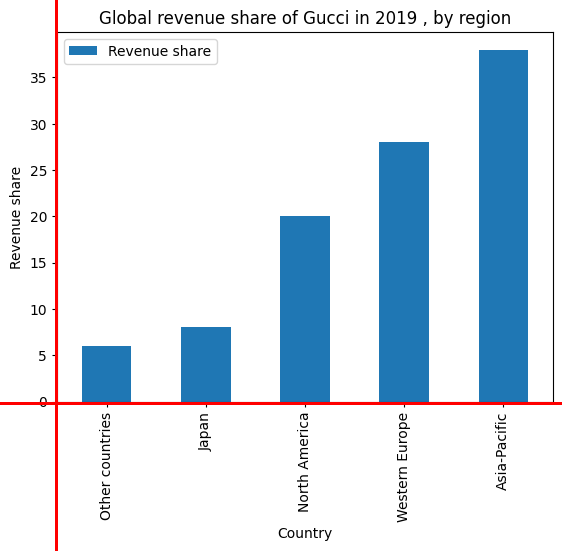 Global revenue share of Gucci in 2019 , by region
Revenue share
35
30
25
20
15
10
5
0
Revenue share
Other countries
Japan
North America
Western Europe
Asia-Pacific
Country